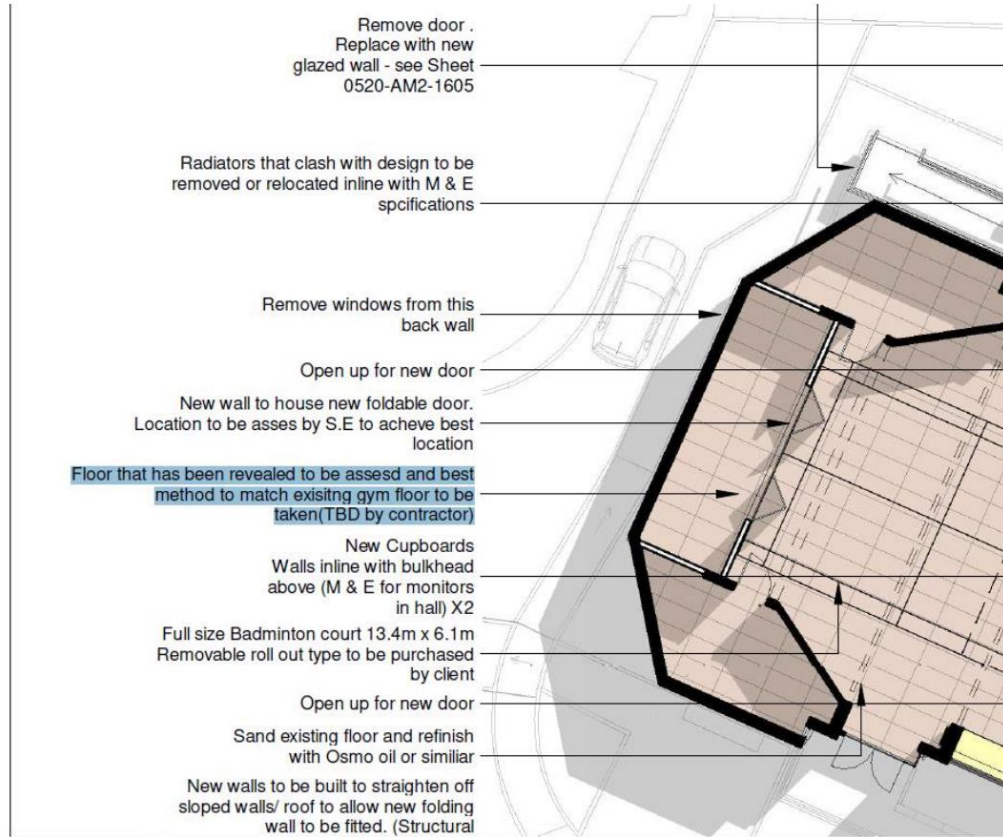 Remove door .
Replace with new
glazed wall - see Sheet
0520-AM2-1605
Radiators that clash with design to be
removed or relocated inline with M & E
spcifications
Remove windows from this
back wall
Open up for new door
New wall to house new foldable door.
Location to be asses by S.E to acheve best
location
Floor that has been revealed to be assesd and best
method to match exisitng gym floor to be
taken(TBD by contractor)
New Cupboards
Walls inline with bulkhead
above (M & E for monitors
in hall) X2
Full size Badminton court 13.4m x 6.1m
Removable roll out type to be purchased
by client
Open up for new door
Sand existing floor and refinish
with Osmo oil or similiar
New walls to be built to straighten off
sloped walls/ roof to allow new folding
wall to be fitted. (Structural